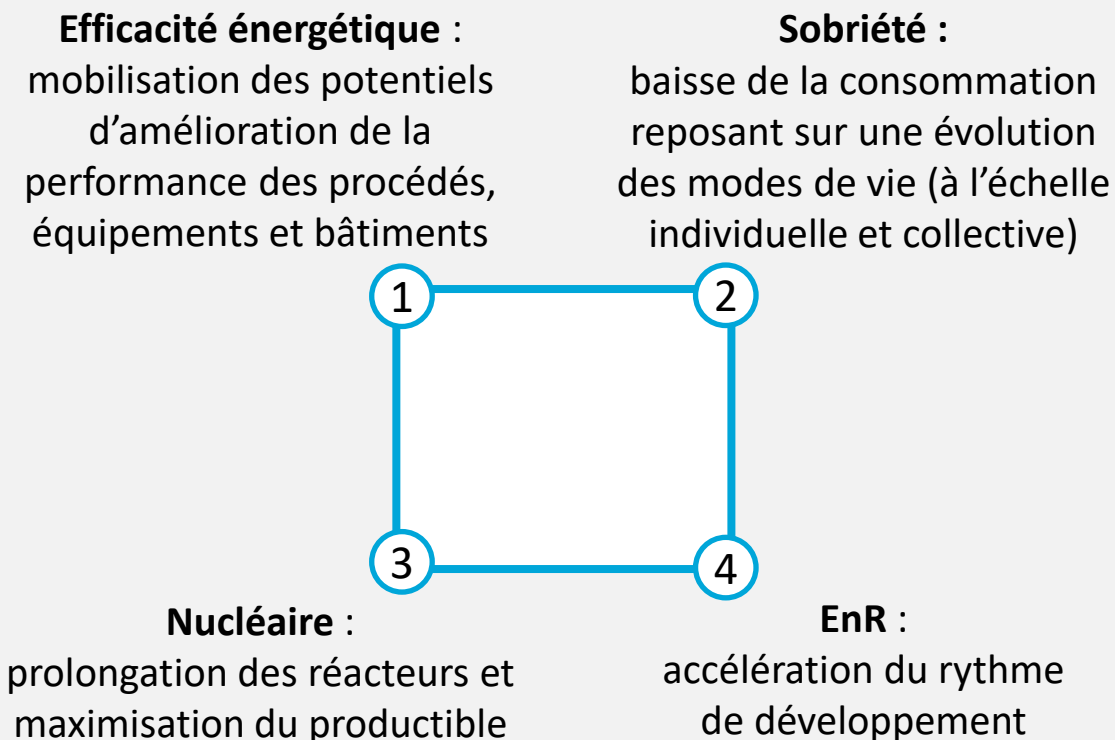 Efficacité énergétique :
mobilisation des potentiels
d’amélioration de la
performance des procédés,
équipements et bâtiments
Sobriété :
baisse de la consommation
reposant sur une évolution
des modes de vie (à l’échelle
individuelle et collective)
1
2
3
4
Nucléaire :
prolongation des réacteurs et
maximisation du productible
EnR :
accélération du rythme
de développement